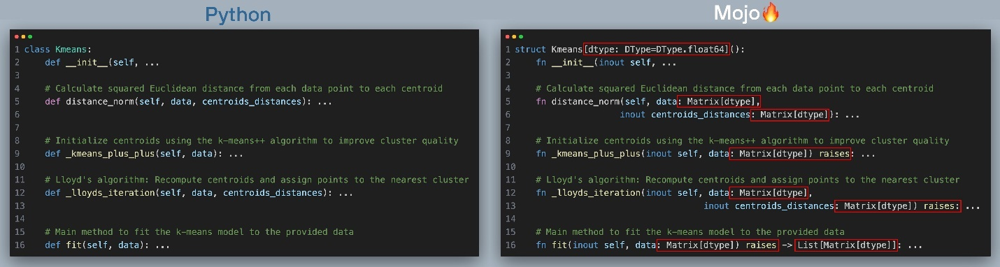 Python
1 class Kmeans:
2     def __init__(self, ...
3
4     # Calculate squared Euclidean distance from each data point to each centroid
5     def distance_norm(self, data, centroids_distances): ...
6
7
8     # Initialize centroids using the k-means++ algorithm to improve cluster quality
9     def _kmeans_plus_plus(self, data): ...
10
11     # Lloyd's algorithm: Recompute centroids and assign points to the nearest cluster
12     def _lloyds_iteration(self, data, centroids_distances): ...
13
14
15     # Main method to fit the k-means model to the provided data
16     def fit(self, data): ...
Mojo🔥
1 struct Kmeans[dtype: DType=DType.float64]():
2     fn __init__(inout self, ...
3
4     # Calculate squared Euclidean distance from each data point to each centroid
5     fn distance_norm(self, data: Matrix[dtype],
6                     inout centroids_distances: Matrix[dtype]): ...
7
8     # Initialize centroids using the k-means++ algorithm to improve cluster quality
9     fn _kmeans_plus_plus(inout self, data: Matrix[dtype]) raises: ...
10
11     # Lloyd's algorithm: Recompute centroids and assign points to the nearest cluster
12     fn _lloyds_iteration(inout self, data: Matrix[dtype],
13                                     inout centroids_distances: Matrix[dtype]) raises: ...
14
15     # Main method to fit the k-means model to the provided data
16     fn fit(inout self, data: Matrix[dtype]) raises -> List[Matrix[dtype]]: ...